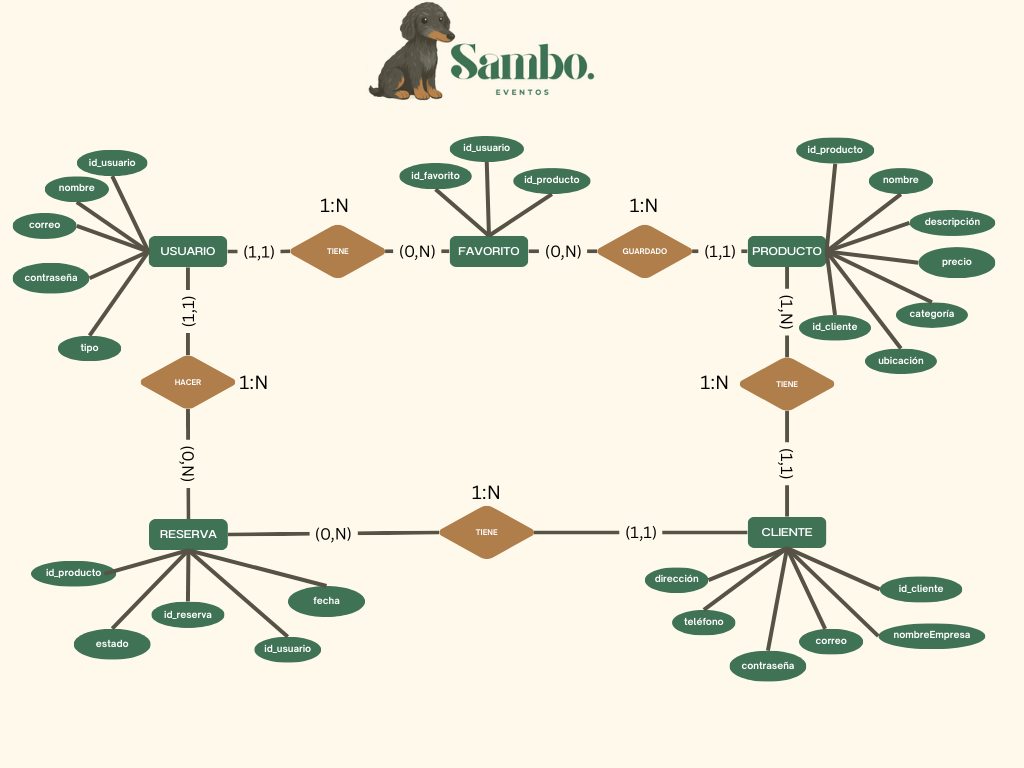 Sambo.
EVENTOS
id_usuario
nombre
correo
contraseña
tipo
USUARIO
(1,1)
1:N
TIENE
(0,N)
id_usuario
id_favorito
id_producto
FAVORITO
(0,N)
1:N
GUARDADO
(1,1)
PRODUCTO
id_producto
nombre
descripción
precio
categoría
id_cliente
ubicación
(1,1)
HACER
1:N
(0,N)
(1,N)
1:N
TIENE
(1,1)
RESERVA
(0,N)
1:N
TIENE
(1,1)
CLIENTE
id_producto
estado
id_reserva
id_usuario
fecha
dirección
teléfono
contraseña
correo
nombreEmpresa
id_cliente